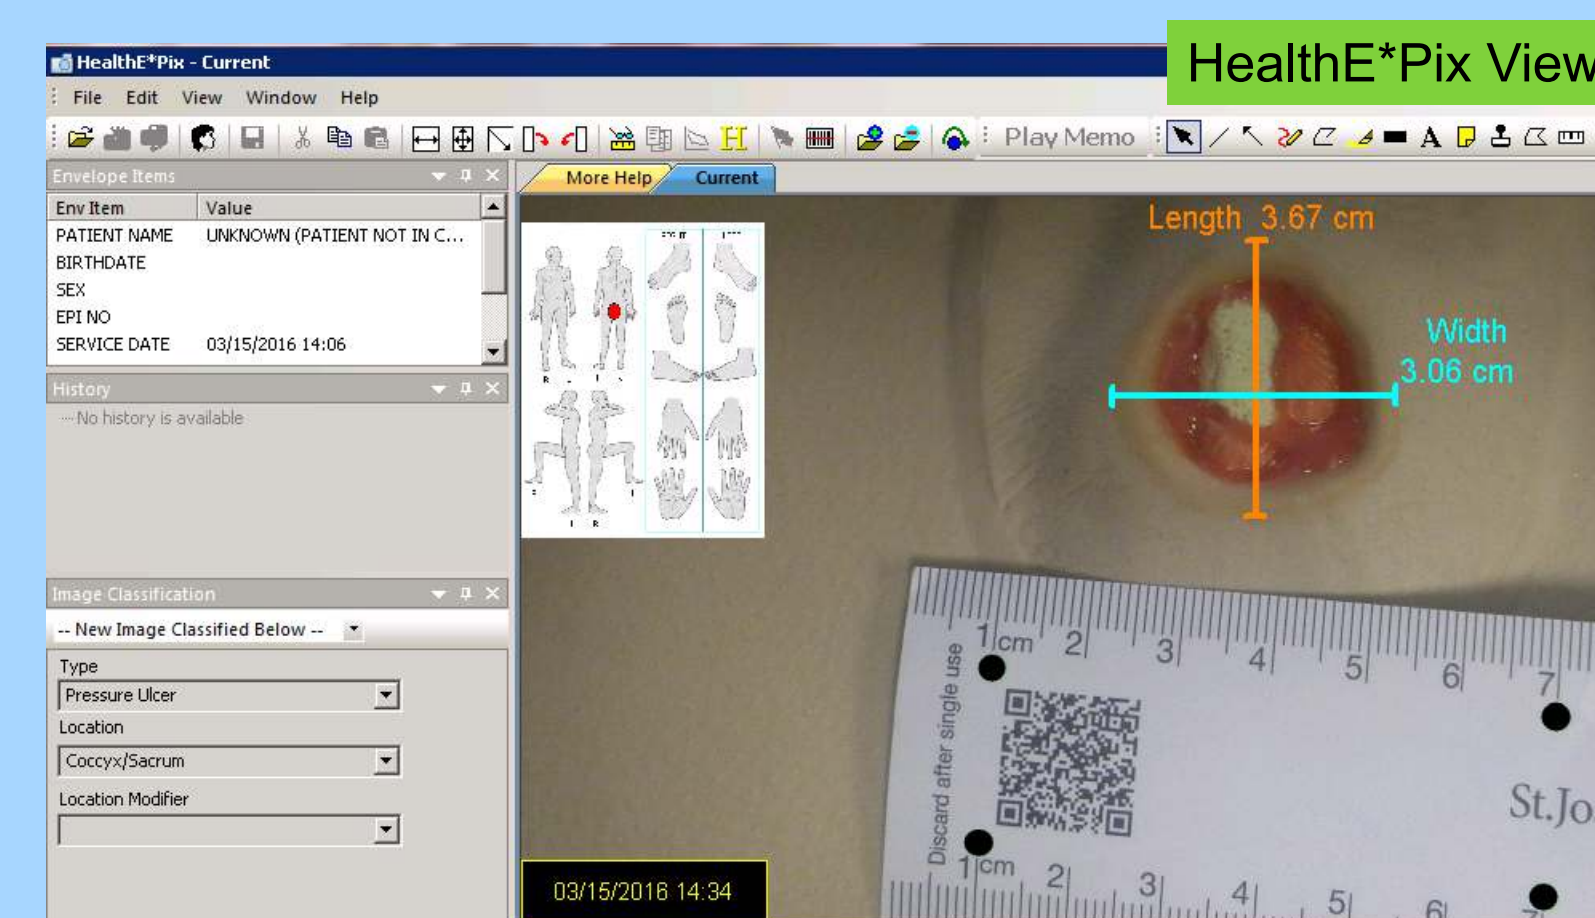 HealthE*Pix View
HealthE*Pix - Current
File Edit View Window Help
Play Memo
A
Envelope Items
More Help
Current
Env Item Value
PATIENT NAME UNKNOWN (PATIENT NOT IN C...
BIRTHDATE
SEX
EPI NO
SERVICE DATE 03/15/2016 14:06
History
No history is available
Image Classification
-- New Image Classified Below --
Type
Pressure Ulcer
Location
Coccyx/Sacrum
Location Modifier
Length 3.67 cm
Width
3.06 cm
1 cm 2 3 4 5 6 7
Discard after single use
St.Jo
1 cm 2 3 4 5 6
03/15/2016 14:34